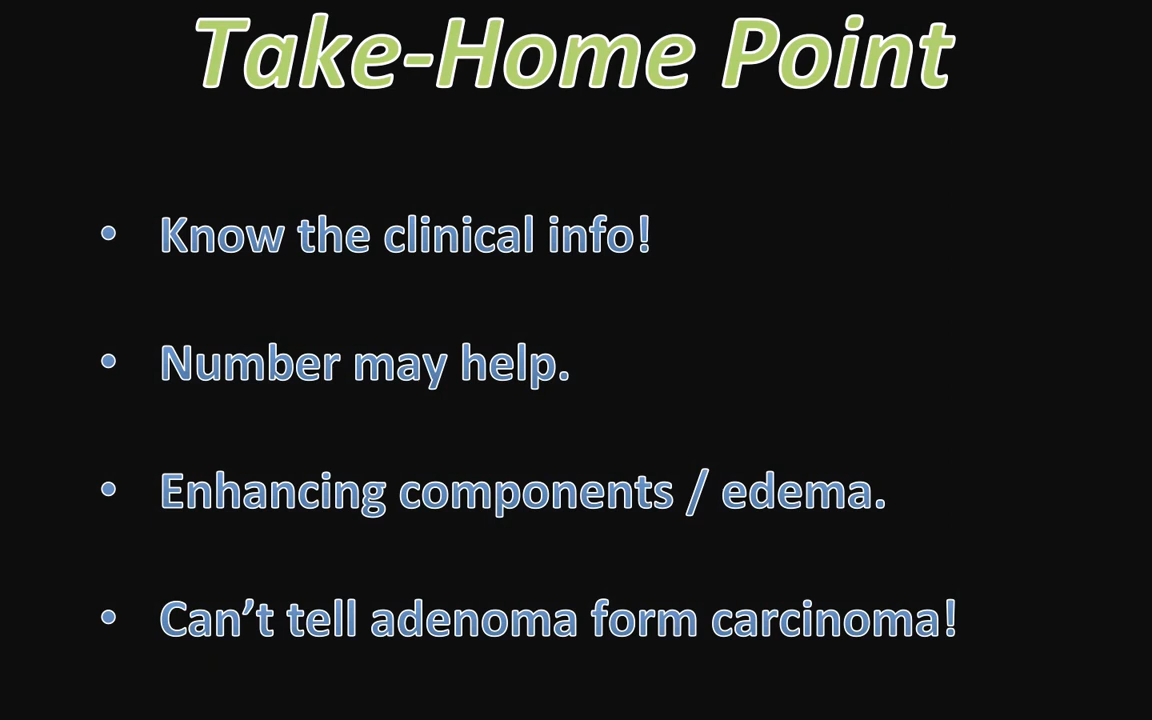 Take-Home Point
• Know the clinical info!
• Number may help.
• Enhancing components / edema.
• Can’t tell adenoma form carcinoma!